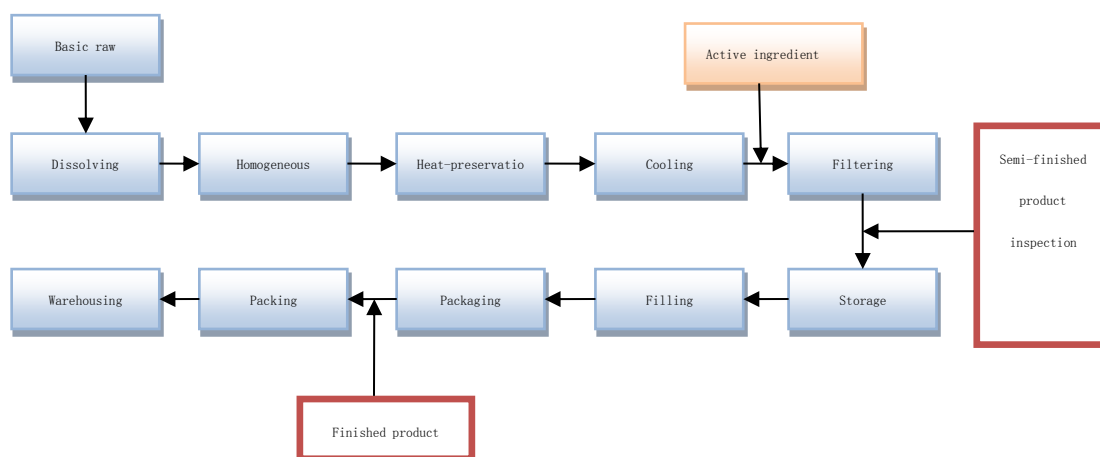 Basic raw
Active ingredient
Dissolving
Homogeneous
Heat-preservatio
Cooling
Filtering
Semi-finished
product
inspection
Warehousing
Packing
Packaging
Filling
Storage
Finished product